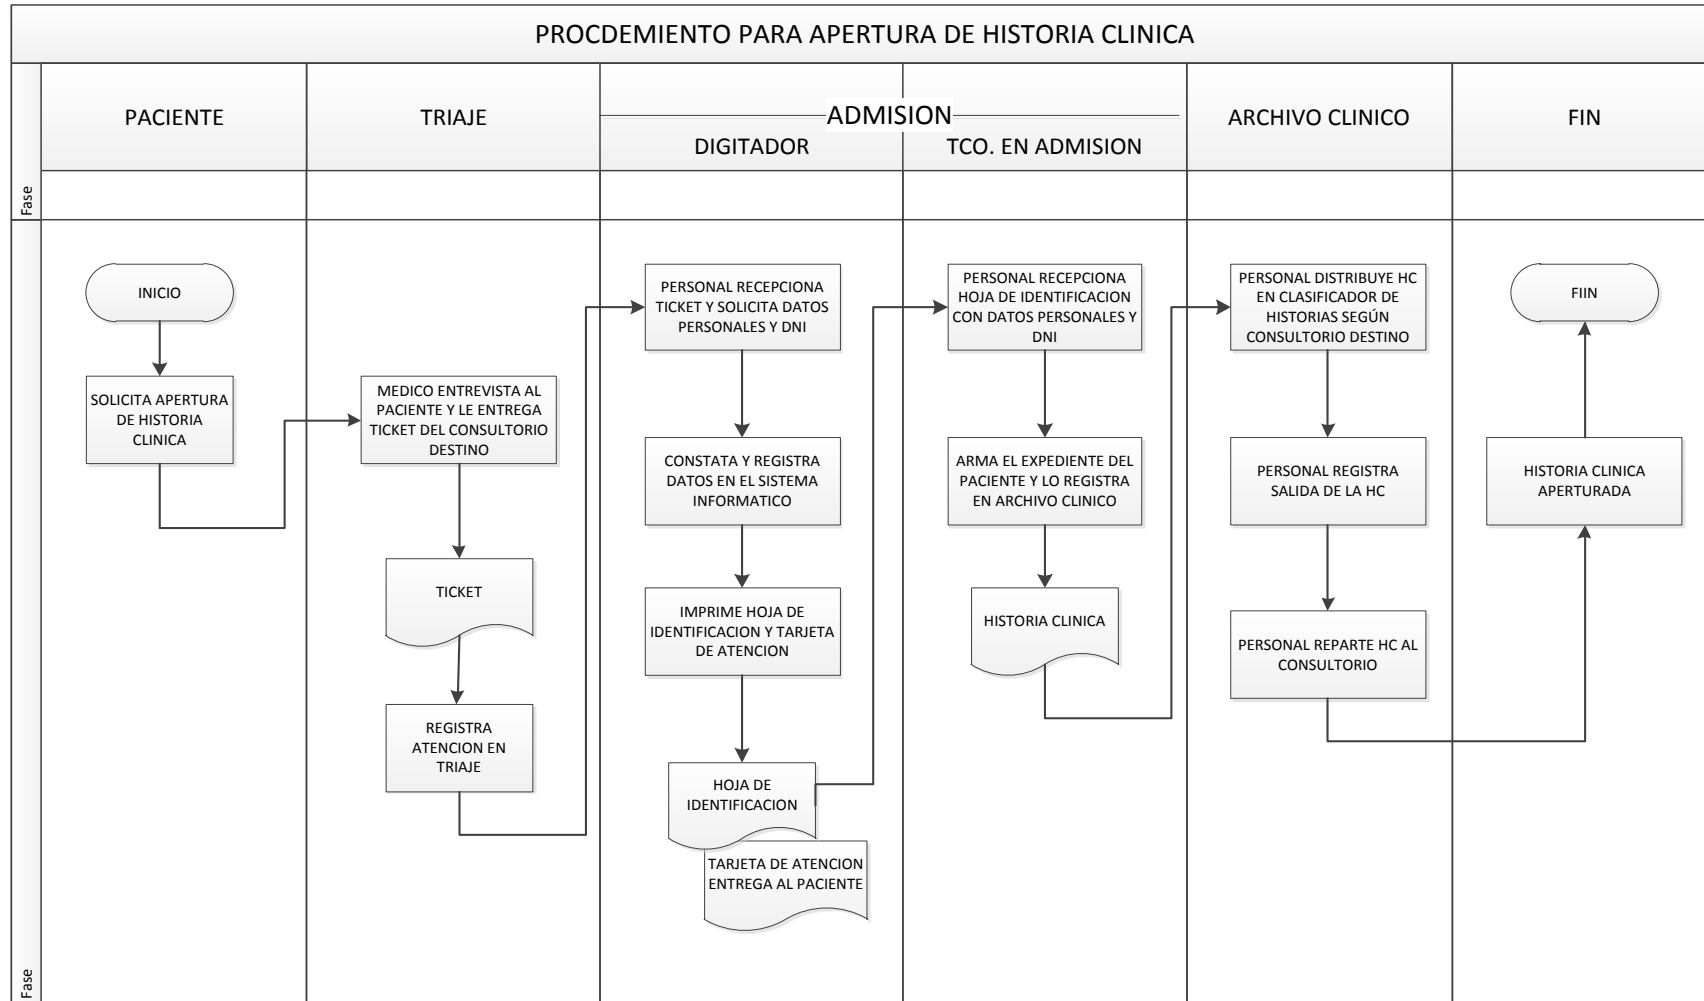 PROCDEMIENTO PARA APERTURA DE HISTORIA CLINICA
Fase
PACIENTE
TRIAJE
ADMISION
DIGITADOR
TCO. EN ADMISION
ARCHIVO CLINICO
FIN
INICIO
SOLICITA APERTURA
DE HISTORIA
CLINICA
MEDICO ENTREVISTA AL
PACIENTE Y LE ENTREGA
TICKET DEL CONSULTORIO
DESTINO
TICKET
REGISTRA
ATENCION EN
TRIAJE
PERSONAL RECEPCIONA
TICKET Y SOLICITA DATOS
PERSONALES Y DNI
CONSTATA Y REGISTRA
DATOS EN EL SISTEMA
INFORMATICO
IMPRIME HOJA DE
IDENTIFICACION Y TARJETA
DE ATENCION
HOJA DE
IDENTIFICACION
TARJETA DE ATENCION
ENTREGA AL PACIENTE
PERSONAL RECEPCIONA
HOJA DE IDENTIFICACION
CON DATOS PERSONALES Y
DNI
ARMA EL EXPEDIENTE DEL
PACIENTE Y LO REGISTRA
EN ARCHIVO CLINICO
HISTORIA CLINICA
PERSONAL DISTRIBUYE HC
EN CLASIFICADOR DE
HISTORIAS SEGÚN
CONSULTORIO DESTINO
PERSONAL REGISTRA
SALIDA DE LA HC
PERSONAL REPARTE HC AL
CONSULTORIO
FIIN
HISTORIA CLINICA
APERTURADA
Fase